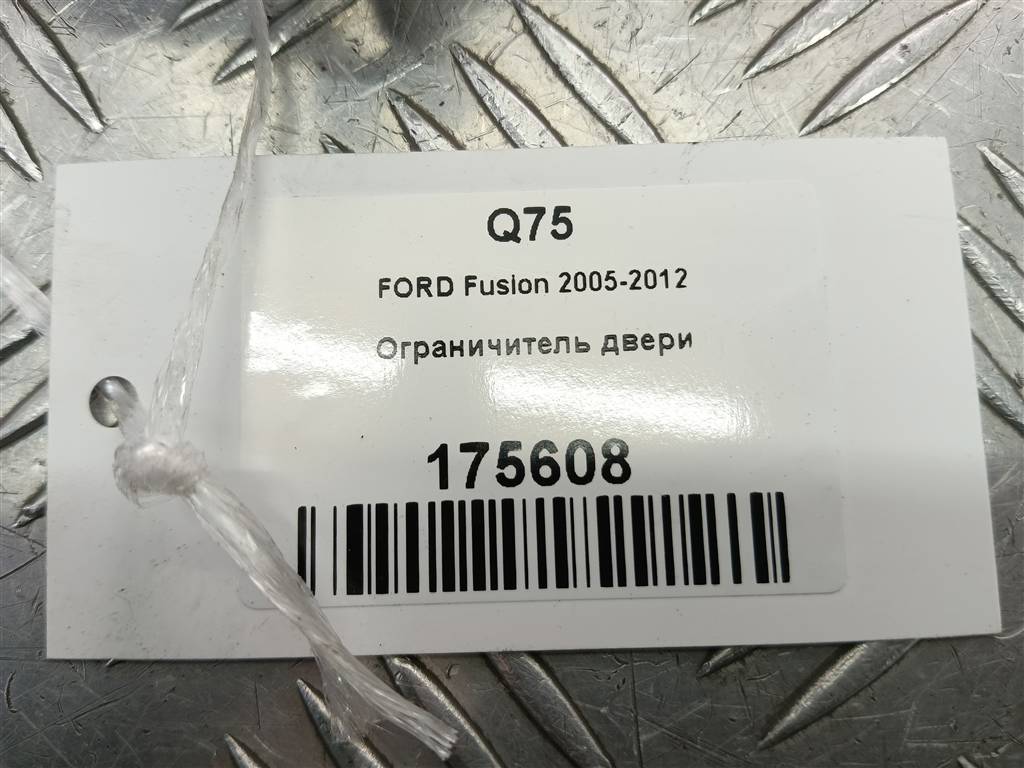 Q75
FORD Fusion 2005-2012
Ограничитель двери
175608